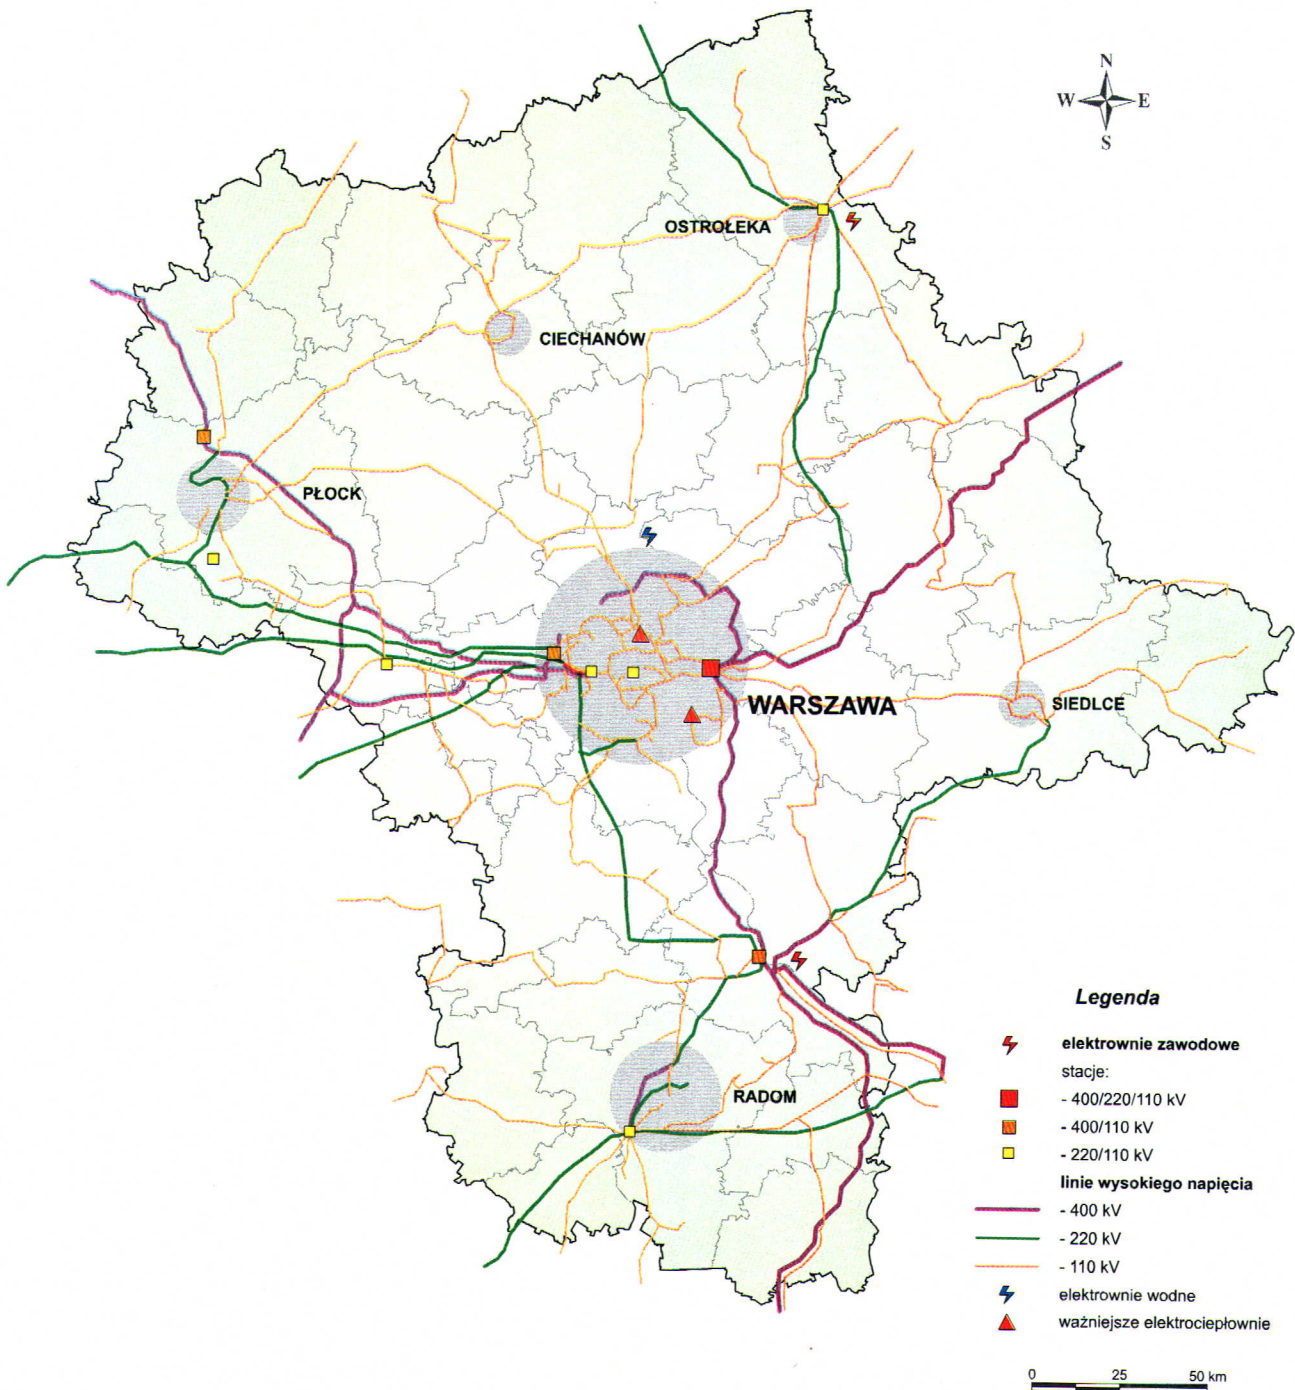 N
W E
S
OSTROŁEKA
CIECHANÓW
PŁOCK
WARSZAWA
SIEDLCE
RADOM
Legenda
elektrownie zawodowe
stacje:
- 400/220/110 kV
- 400/110 kV
- 220/110 kV
linie wysokiego napięcia
- 400 kV
- 220 kV
- 110 kV
elektrownie wodne
ważniejsze elektrociepłownie
0 25 50 km